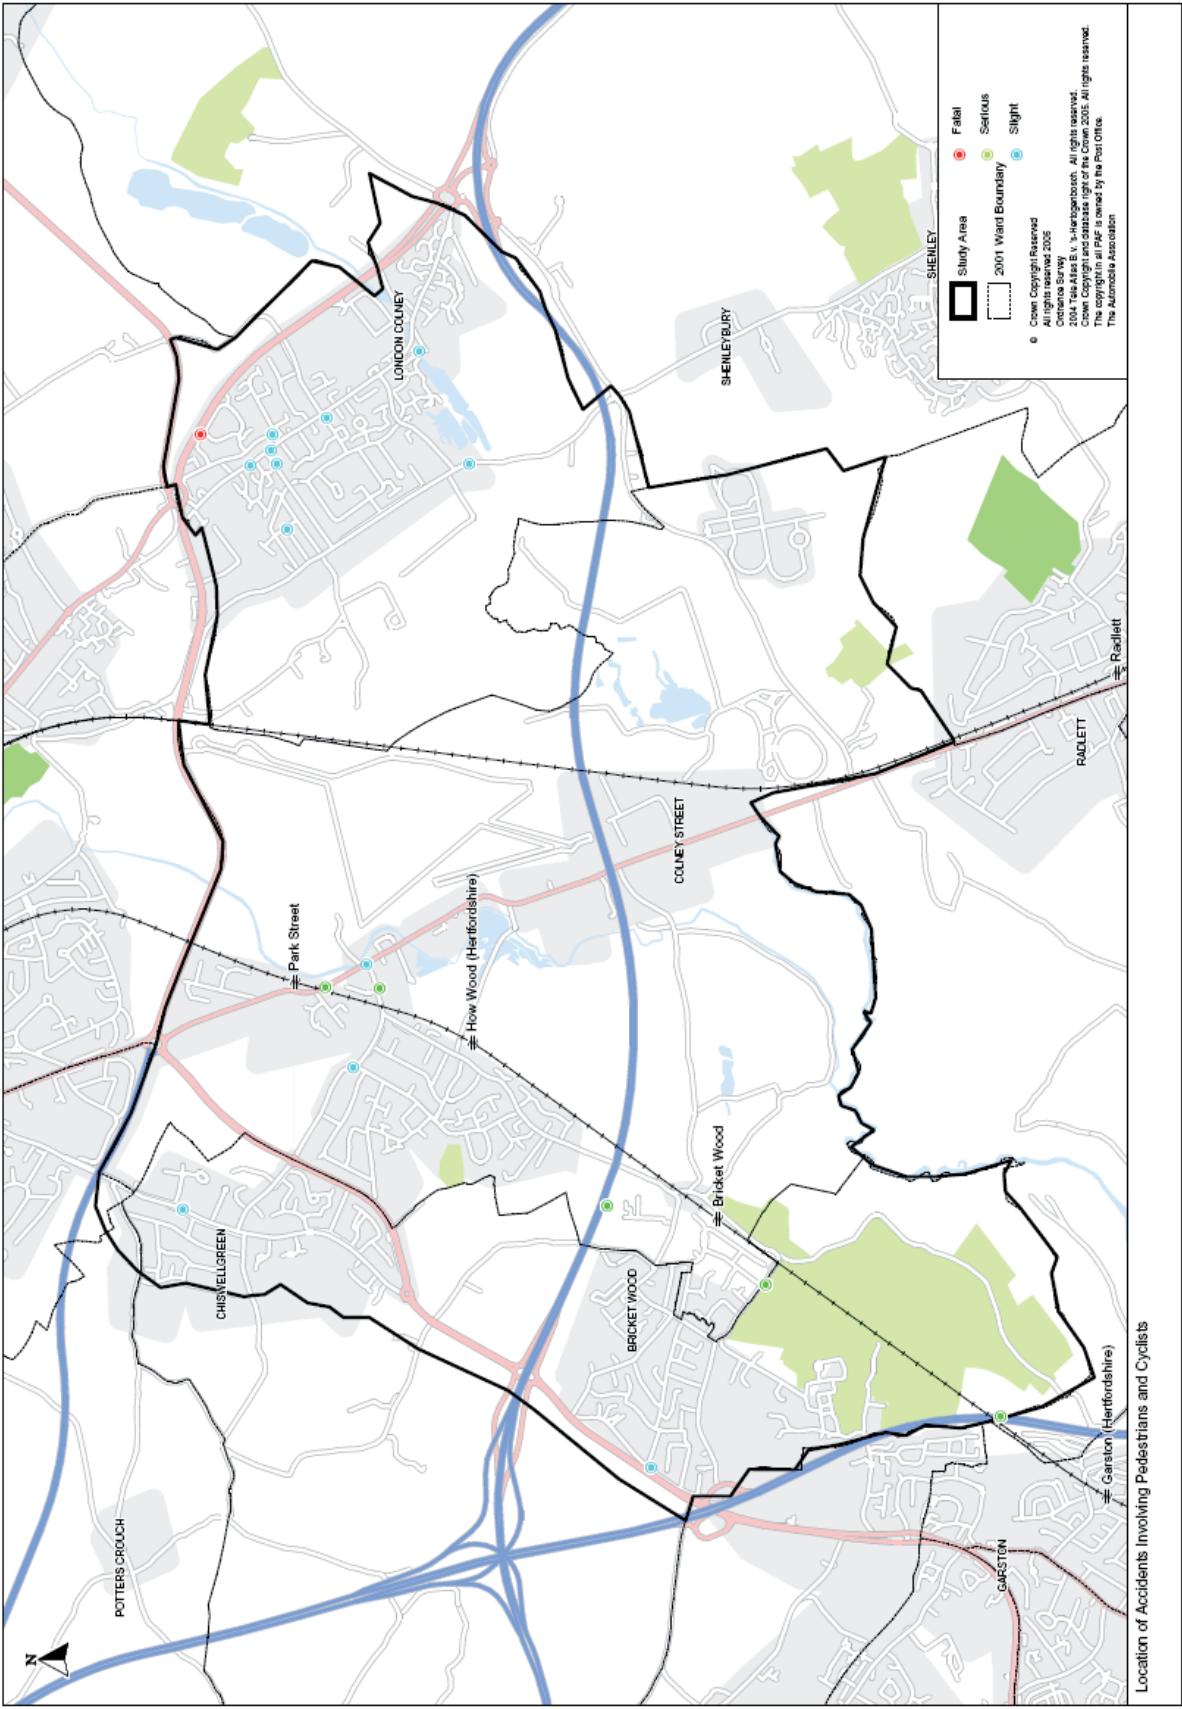 N
POTTERS CROUCH
CHISWELLGREEN
Park Street
How Wood (Hertfordshire)
LONDON COLNEY
COLNEY STREET
SHENLEYBURY
SHENLEY
BRICKET WOOD
Bricket Wood
GARSTON
Garston (Hertfordshire)
RADLETT
Radlett
Study Area
2001 Ward Boundary
Fatal
Serious
Slight
© Crown Copyright Reserved
All rights reserved 2006
Ordnance Survey
2004 Tele Atlas B.v. 's-Hertogenbosch. All rights reserved.
Crown Copyright and database right of the Crown 2005. All rights reserved.
The copyright in all PAF is owned by the Post Office.
The Automobile Association
Location of Accidents Involving Pedestrians and Cyclists